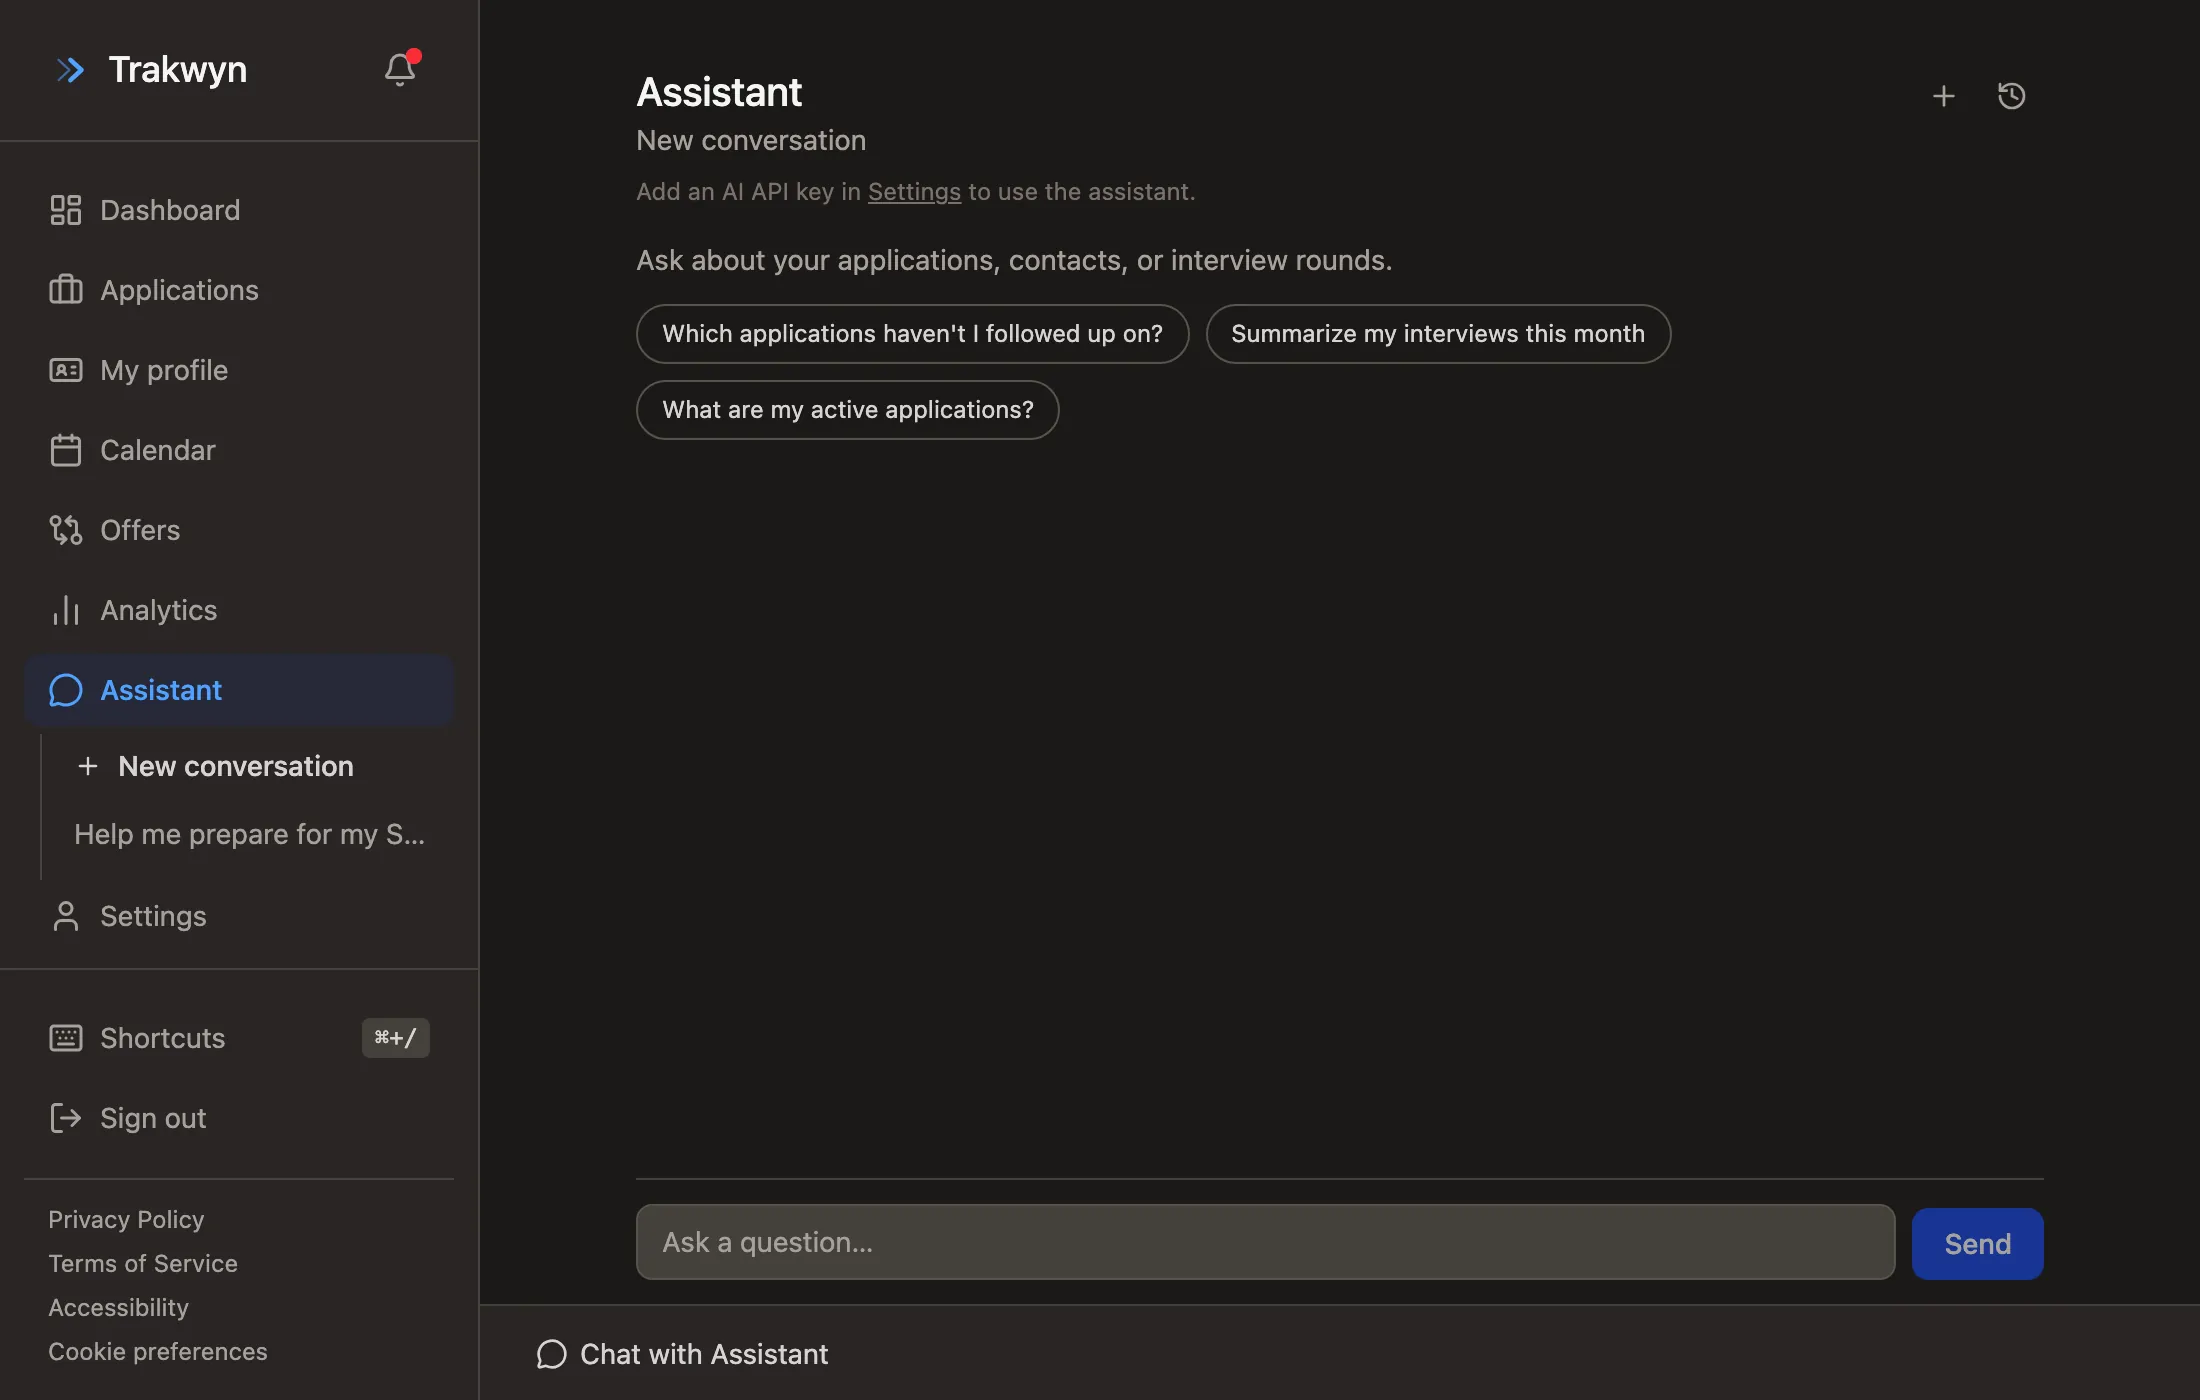 Trakwyn
Dashboard
Applications
My profile
Calendar
Offers
Analytics
Assistant
New conversation
Help me prepare for my S...
Settings
Shortcuts
⌘+/
Sign out
Privacy Policy
Terms of Service
Accessibility
Cookie preferences
Assistant
New conversation
Add an AI API key in Settings to use the assistant.
Ask about your applications, contacts, or interview rounds.
Which applications haven't I followed up on?
Summarize my interviews this month
What are my active applications?
Ask a question...
Send
Chat with Assistant